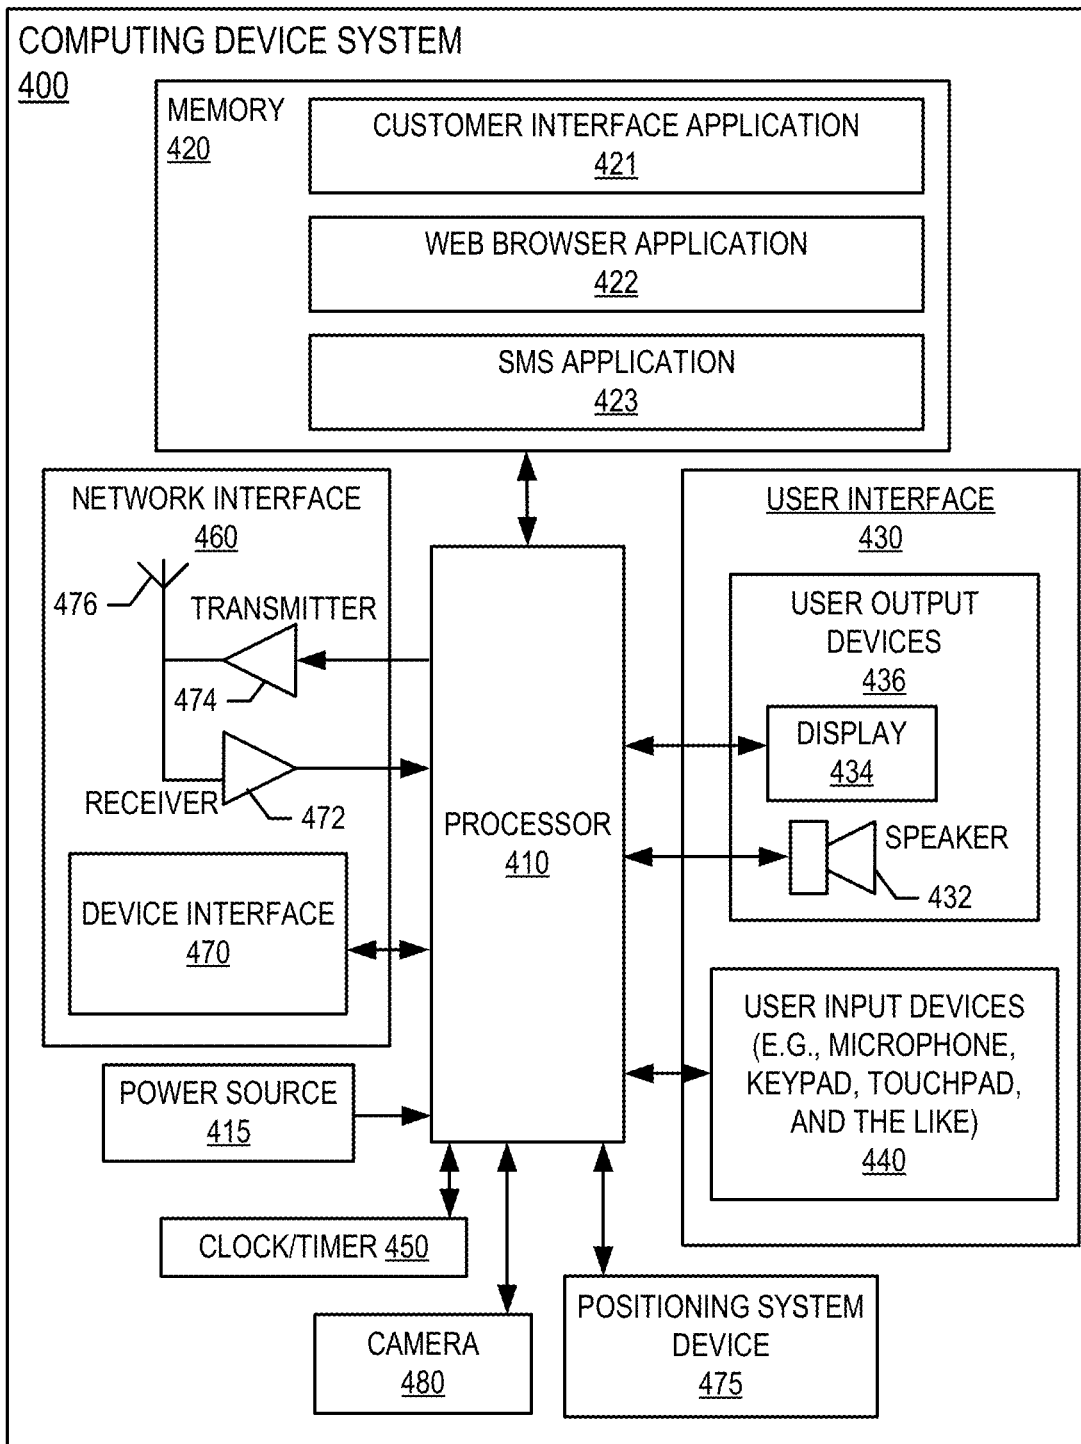 COMPUTING DEVICE SYSTEM
400
MEMORY
420
CUSTOMER INTERFACE APPLICATION
421
WEB BROWSER APPLICATION
422
SMS APPLICATION
423
NETWORK INTERFACE
460
476
TRANSMITTER
474
RECEIVER
472
DEVICE INTERFACE
470
PROCESSOR
410
USER INTERFACE
430
USER OUTPUT
DEVICES
436
DISPLAY
434
SPEAKER
432
USER INPUT DEVICES
(E.G., MICROPHONE,
KEYPAD, TOUCHPAD,
AND THE LIKE)
440
POWER SOURCE
415
CLOCK/TIMER 450
CAMERA
480
POSITIONING SYSTEM
DEVICE
475